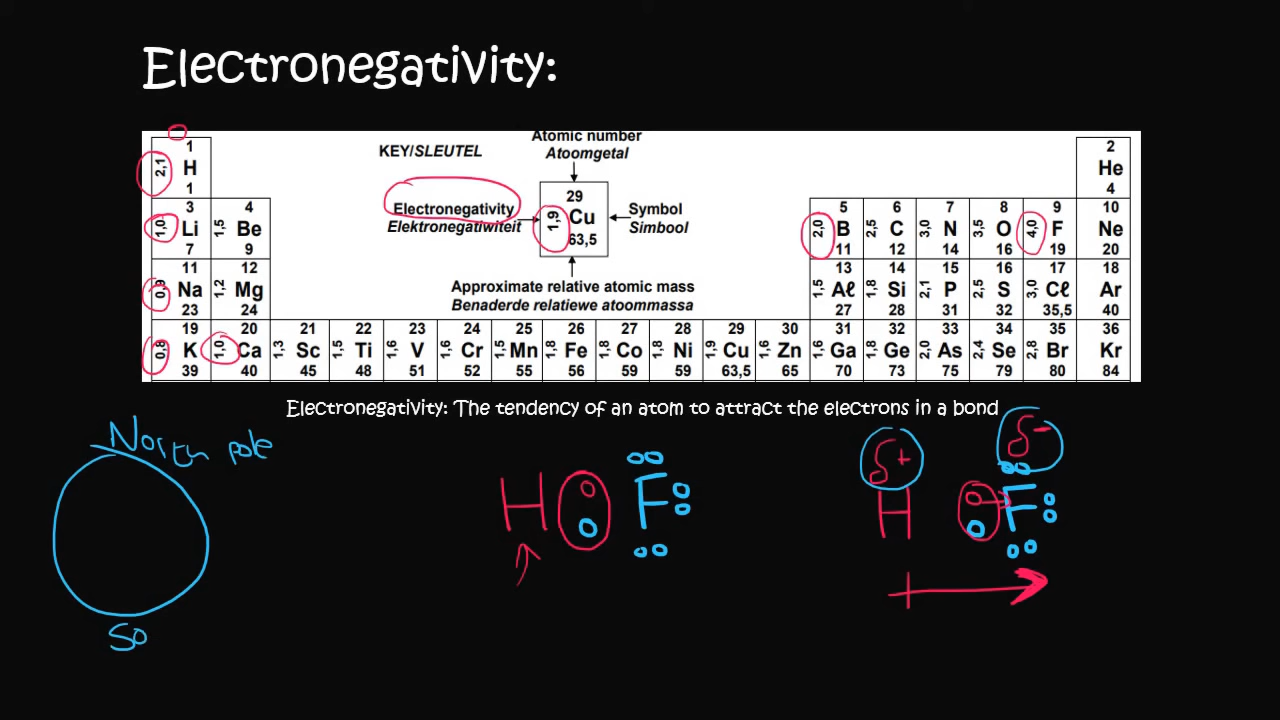 Electronegativity:
KEY/SLEUTEL
Atomic number
Atoomgetal
Electronegativity
Elektronegatiwiteit
29
1,9 Cu
63,5
Symbol
Simbool
Approximate relative atomic mass
Benaderde relatiewe atoommassa
1 2
2,1 H He
1 4
3 4 5 6 7 8 9 10
1,0 Li 1,5 Be 2,0 B 2,5 C 3,0 N 3,5 O 4,0 F Ne
7 9 11 12 14 16 19 20
11 12 13 14 15 16 17 18
0,9 Na 1,2 Mg 1,5 Aℓ 1,8 Si 2,1 P 2,5 S 3,0 Cℓ Ar
23 24 27 28 31 32 35,5 40
19 20 21 22 23 24 25 26 27 28 29 30 31 32 33 34 35 36
0,8 K 1,0 Ca 1,3 Sc 1,5 Ti 1,6 V 1,6 Cr 1,5 Mn 1,8 Fe 1,8 Co 1,8 Ni 1,9 Cu 1,6 Zn 1,6 Ga 1,8 Ge 2,0 As 2,4 Se 2,8 Br Kr
39 40 45 48 51 52 55 56 59 59 63,5 65 70 73 75 79 80 84
Electronegativity: The tendency of an atom to attract the electrons in a bond
North pole
So
H F
δ+ δ-
H F